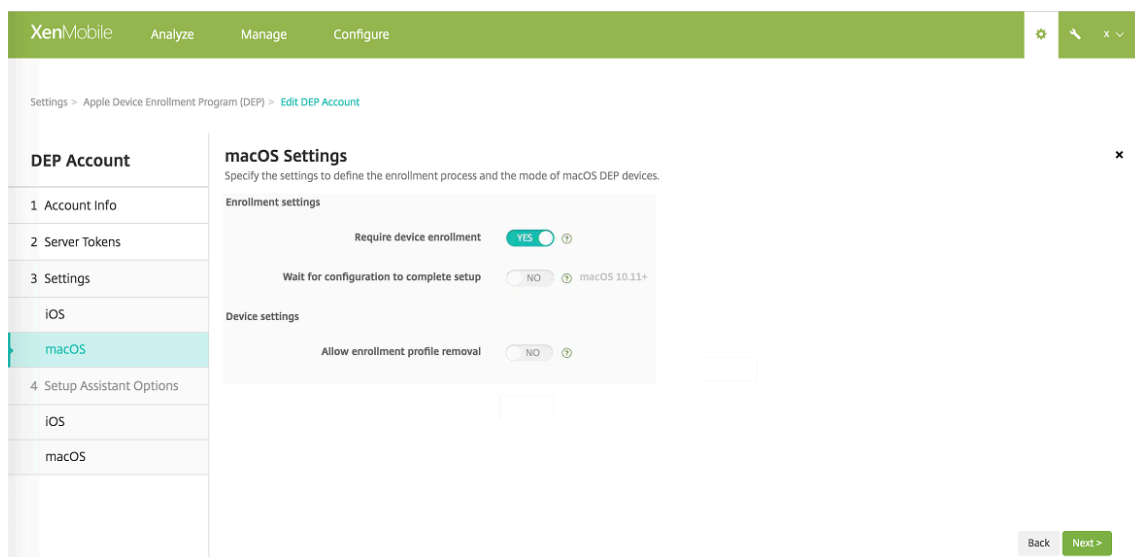 XenMobile Analyze Manage Configure x
Settings > Apple Device Enrollment Program (DEP) > Edit DEP Account
DEP Account
1 Account Info
2 Server Tokens
3 Settings
iOS
macOS
4 Setup Assistant Options
iOS
macOS
macOS Settings
Specify the settings to define the enrollment process and the mode of macOS DEP devices.
Enrollment settings
Require device enrollment YES ?
Wait for configuration to complete setup NO ? macOS 10.11+
Device settings
Allow enrollment profile removal NO ?
Back Next >